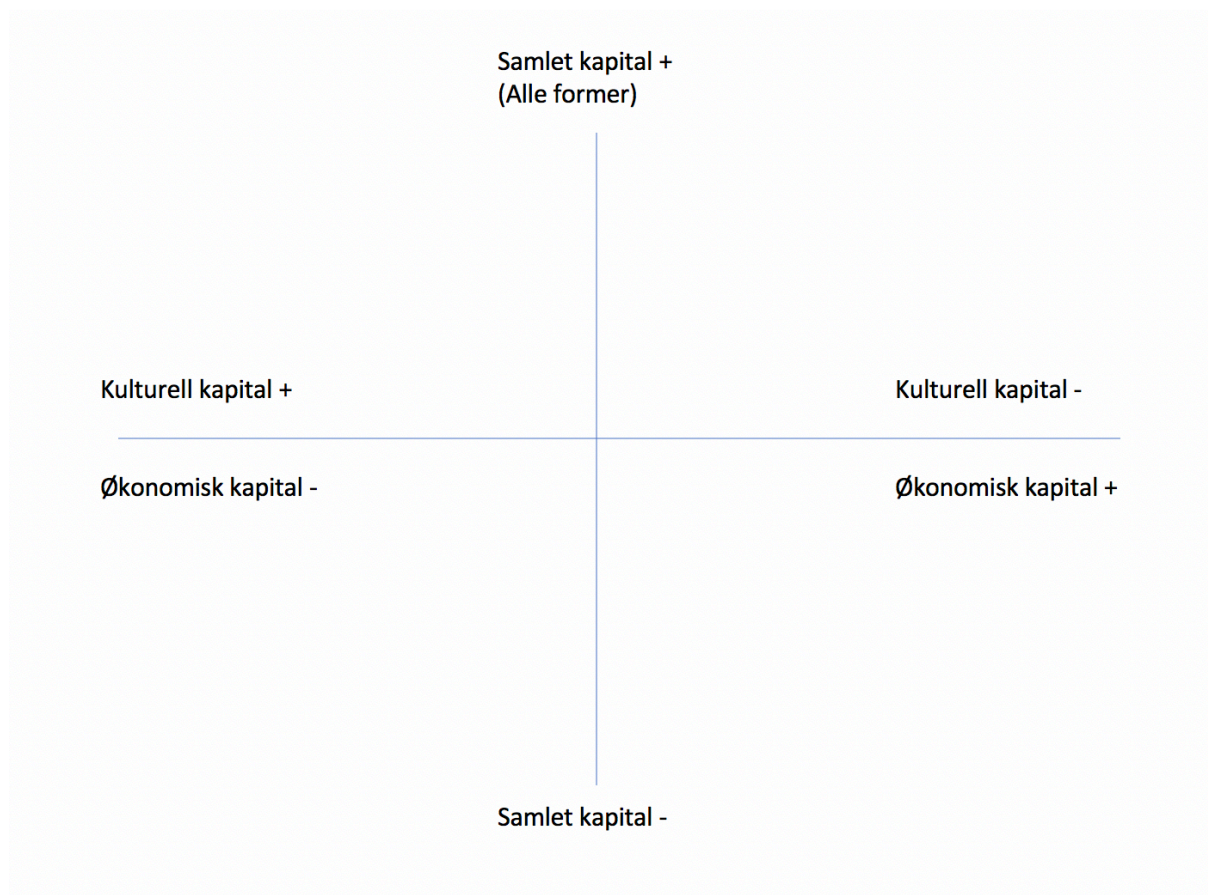 Samlet kapital +
(Alle former)
Kulturell kapital +
Kulturell kapital -
Økonomisk kapital -
Økonomisk kapital +
Samlet kapital -